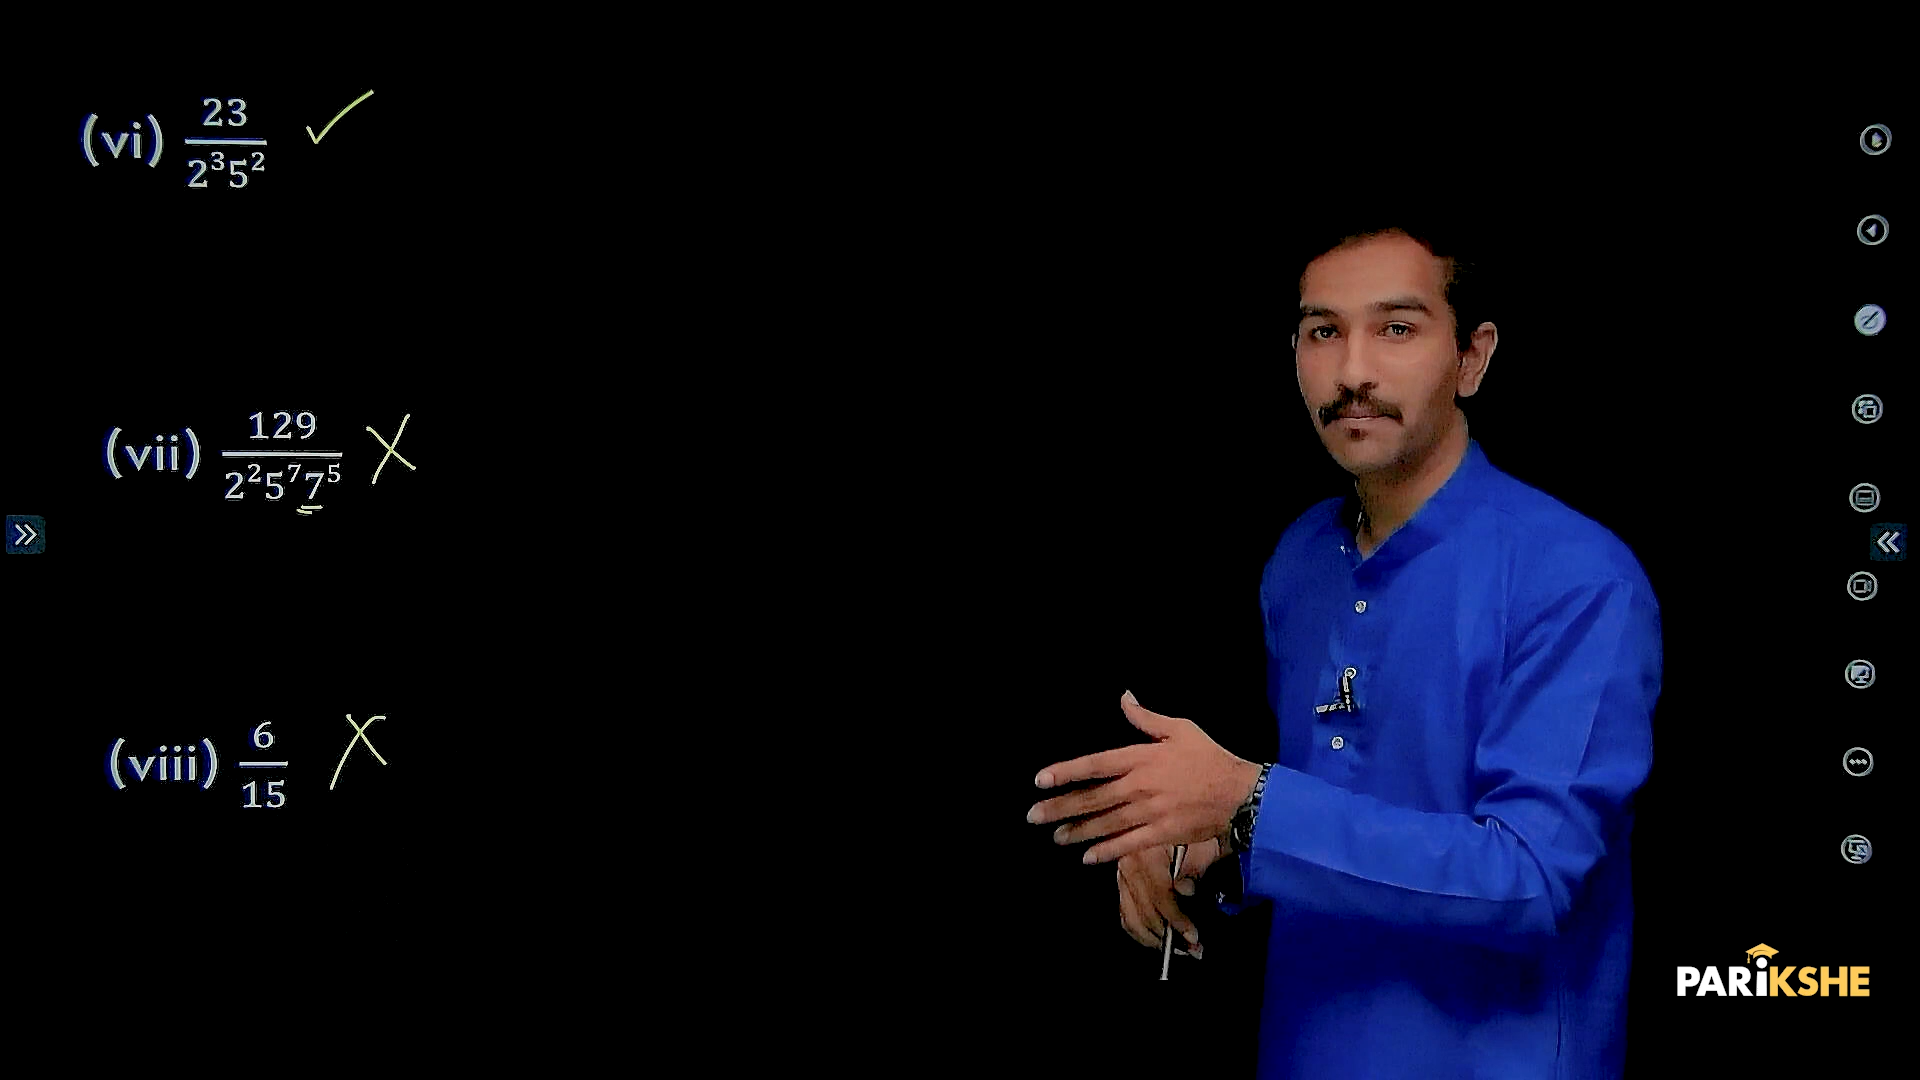 (vi) 23/2³5² ✓
(vii) 129/2²5⁷7⁵ X
(viii) 6/15 X
PARiKSHE